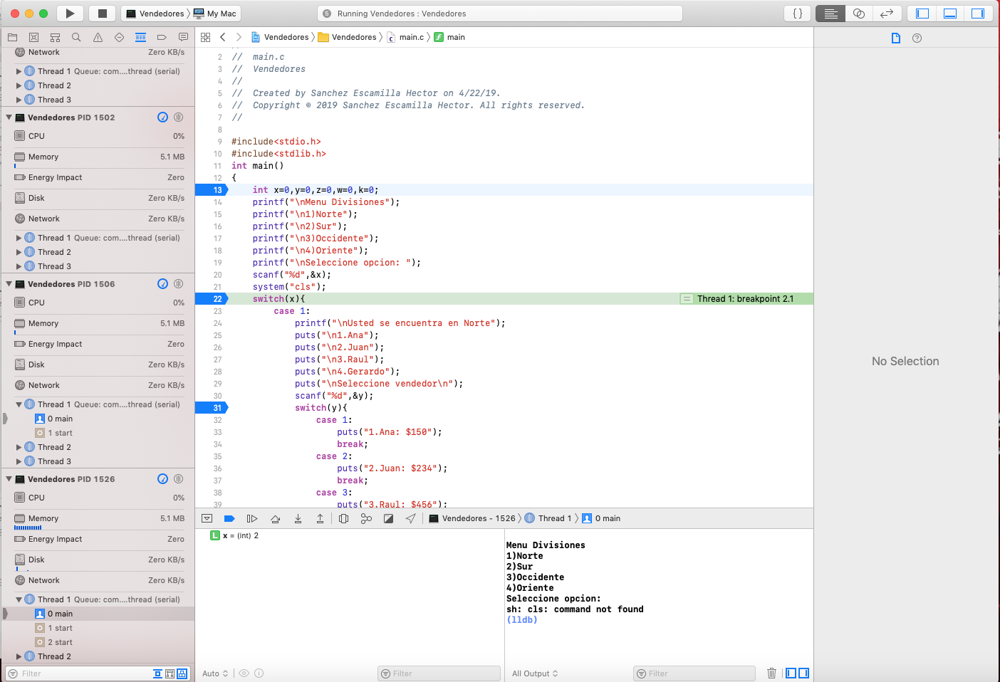 Vendedores My Mac
5 Running Vendedores : Vendedores
{}
Vendedores Vendedores main.c main
Network Zero KB/s
Thread 1 Queue: com....thread (serial)
Thread 2
Thread 3
Vendedores PID 1502
CPU 0%
Memory 5.1 MB
Energy Impact Zero
Disk Zero KB/s
Network Zero KB/s
Thread 1 Queue: com....thread (serial)
Thread 2
Thread 3
Vendedores PID 1506
CPU 0%
Memory 5.1 MB
Energy Impact Zero
Disk Zero KB/s
Network Zero KB/s
Thread 1 Queue: com....thread (serial)
0 main
1 start
Thread 2
Thread 3
Vendedores PID 1526
CPU 0%
Memory 5.1 MB
Energy Impact Zero
Disk Zero KB/s
Network Zero KB/s
Thread 1 Queue: com....thread (serial)
0 main
1 start
2 start
Thread 2
Filter
2 // main.c
3 // Vendedores
4 //
5 // Created by Sanchez Escamilla Hector on 4/22/19.
6 // Copyright © 2019 Sanchez Escamilla Hector. All rights reserved.
7 //
8
9 #include<stdio.h>
10 #include<stdlib.h>
11 int main()
12 {
13 int x=0,y=0,z=0,w=0,k=0;
14 printf("\nMenu Divisiones");
15 printf("\n1)Norte");
16 printf("\n2)Sur");
17 printf("\n3)Occidente");
18 printf("\n4)Oriente");
19 printf("\nSeleccione opcion: ");
20 scanf("%d",&x);
21 system("cls");
22 switch(x){ Thread 1: breakpoint 2.1
23 case 1:
24 printf("\nUsted se encuentra en Norte");
25 puts("\n1.Ana");
26 puts("\n2.Juan");
27 puts("\n3.Raul");
28 puts("\n4.Gerardo");
29 puts("\nSeleccione vendedor\n");
30 scanf("%d",&y);
31 switch(y){
32 case 1:
33 puts("1.Ana: $150");
34 break;
35 case 2:
36 puts("2.Juan: $234");
37 break;
38 case 3:
39 puts("3.Raul: $456");
Vendedores - 1526 Thread 1 0 main
L x = (int) 2
Auto
Filter
Menu Divisiones
1)Norte
2)Sur
3)Occidente
4)Oriente
Seleccione opcion:
sh: cls: command not found
(lldb)
All Output
Filter
No Selection